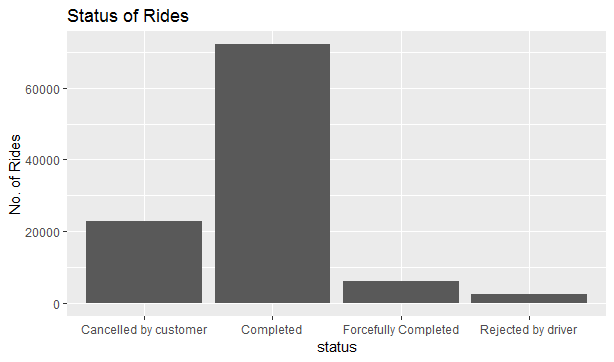 Status of Rides
No. of Rides
60000
40000
20000
0
Cancelled by customer
Completed
Forcefully Completed
Rejected by driver
status